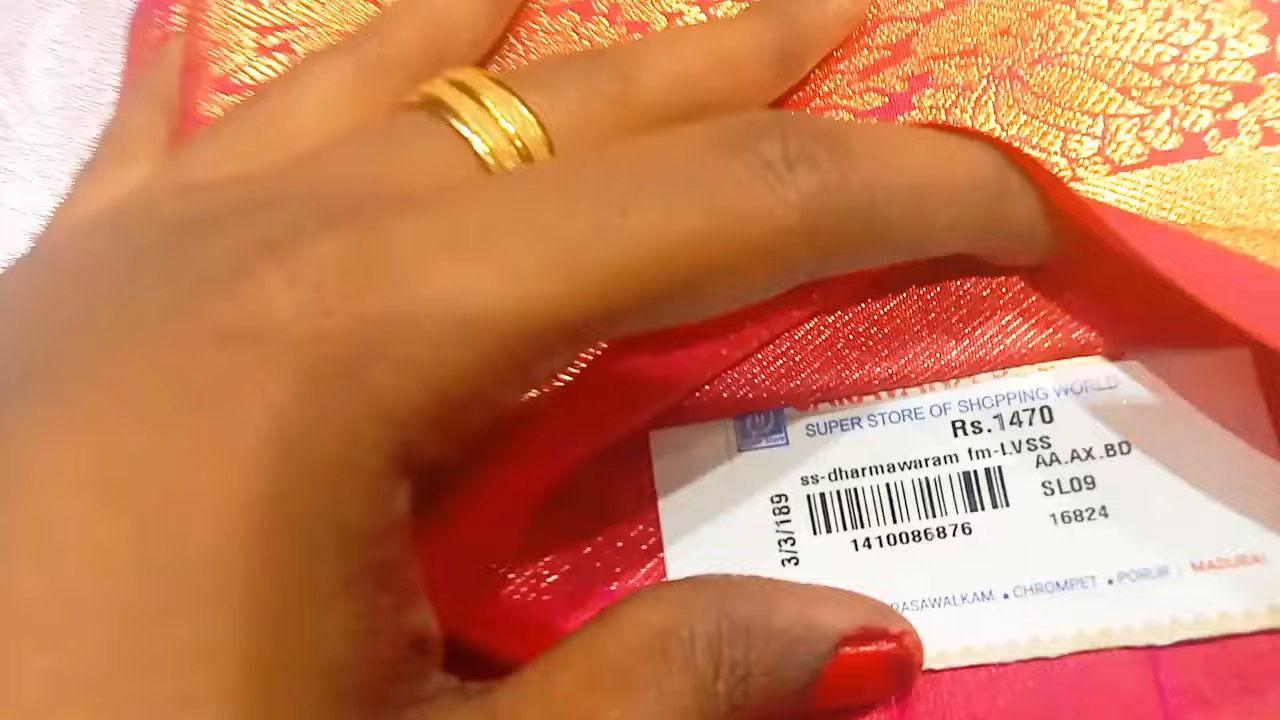 SUPER STORE OF SHOPPING WORLD
Rs.1470
ss-dharmawaram fm-LVSS
AA.AX.BD
SL09
16824
3/3/189
1410086876
RASAWALKAM • CHROMPET • PORUR MADURAI